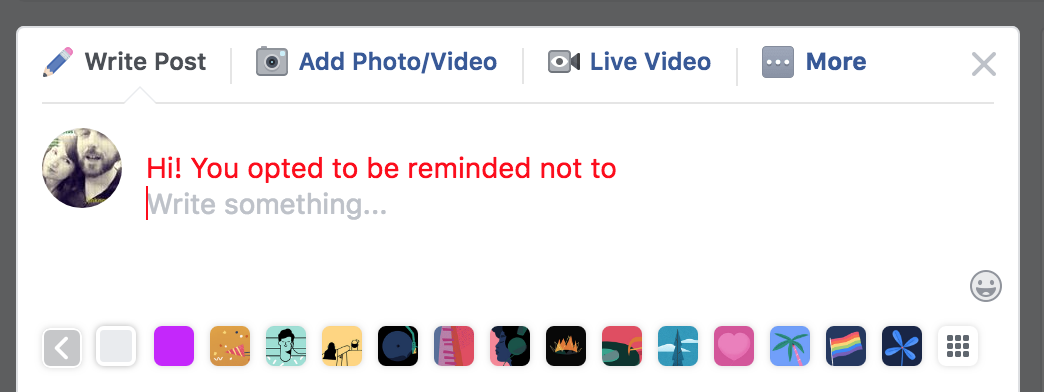 Write Post
Add Photo/Video
Live Video
More
Hi! You opted to be reminded not to
Write something...